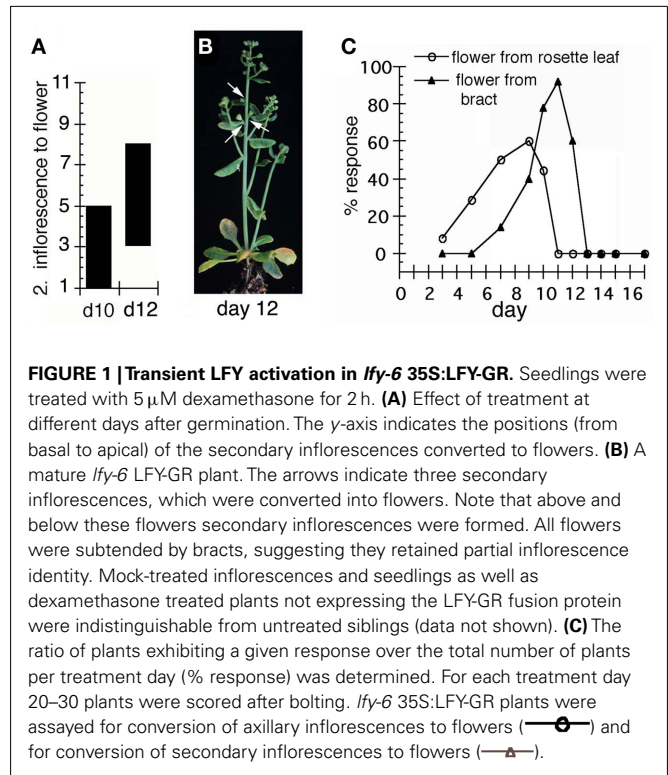 A
B
C
2. inflorescence to flower
11
9
7
5
3
1
d10 d12
day 12
flower from rosette leaf
flower from
bract
% response
100
80
60
40
20
0
0 2 4 6 8 10 12 14 16
day
FIGURE 1 | Transient LFY activation in lfy-6 35S:LFY-GR. Seedlings were
treated with 5 μM dexamethasone for 2 h. (A) Effect of treatment at
different days after germination. The y-axis indicates the positions (from
basal to apical) of the secondary inflorescences converted to flowers. (B) A
mature lfy-6 LFY-GR plant. The arrows indicate three secondary
inflorescences, which were converted into flowers. Note that above and
below these flowers secondary inflorescences were formed. All flowers
were subtended by bracts, suggesting they retained partial inflorescence
identity. Mock-treated inflorescences and seedlings as well as
dexamethasone treated plants not expressing the LFY-GR fusion protein
were indistinguishable from untreated siblings (data not shown). (C) The
ratio of plants exhibiting a given response over the total number of plants
per treatment day (% response) was determined. For each treatment day
20–30 plants were scored after bolting. lfy-6 35S:LFY-GR plants were
assayed for conversion of axillary inflorescences to flowers ( ) and
for conversion of secondary inflorescences to flowers ( ).